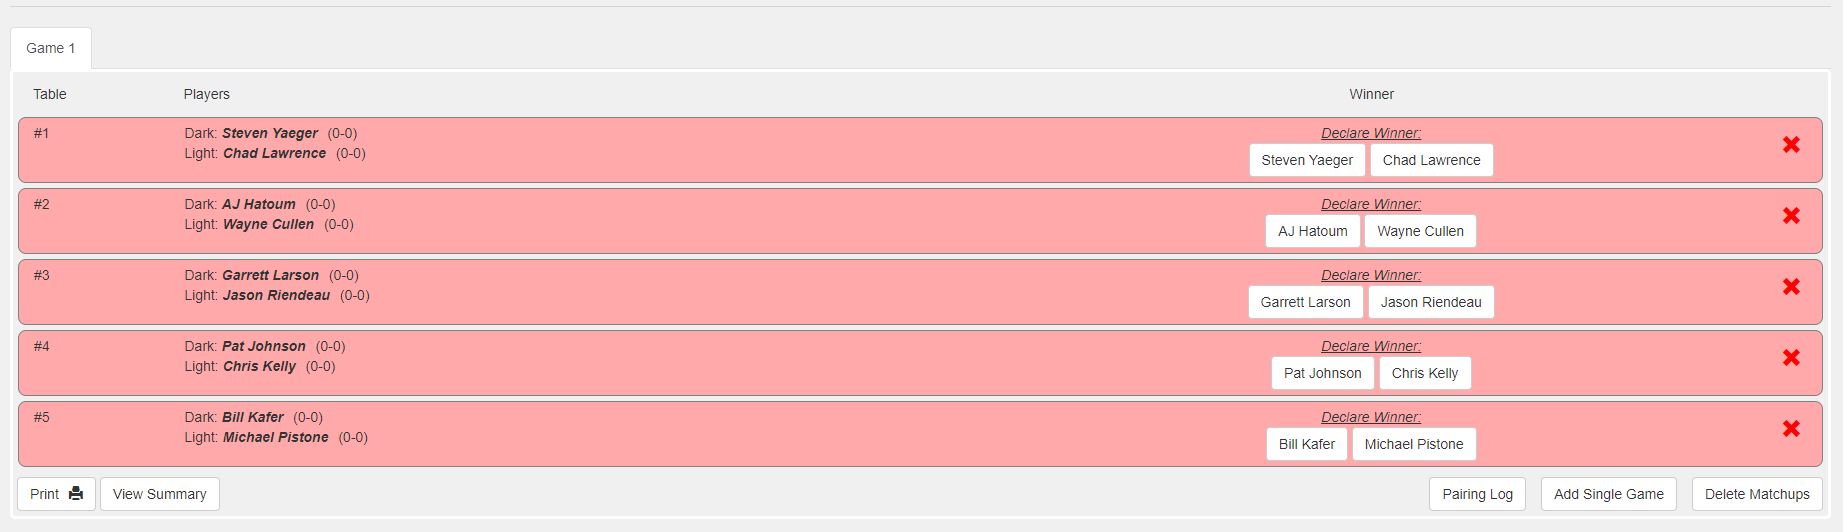 Game 1
Table Players Winner
#1 Dark: Steven Yaeger (0-0) Declare Winner:
Light: Chad Lawrence (0-0) Steven Yaeger Chad Lawrence
#2 Dark: AJ Hatoum (0-0) Declare Winner:
Light: Wayne Cullen (0-0) AJ Hatoum Wayne Cullen
#3 Dark: Garrett Larson (0-0) Declare Winner:
Light: Jason Riendeau (0-0) Garrett Larson Jason Riendeau
#4 Dark: Pat Johnson (0-0) Declare Winner:
Light: Chris Kelly (0-0) Pat Johnson Chris Kelly
#5 Dark: Bill Kafer (0-0) Declare Winner:
Light: Michael Pistone (0-0) Bill Kafer Michael Pistone
Print View Summary Pairing Log Add Single Game Delete Matchups